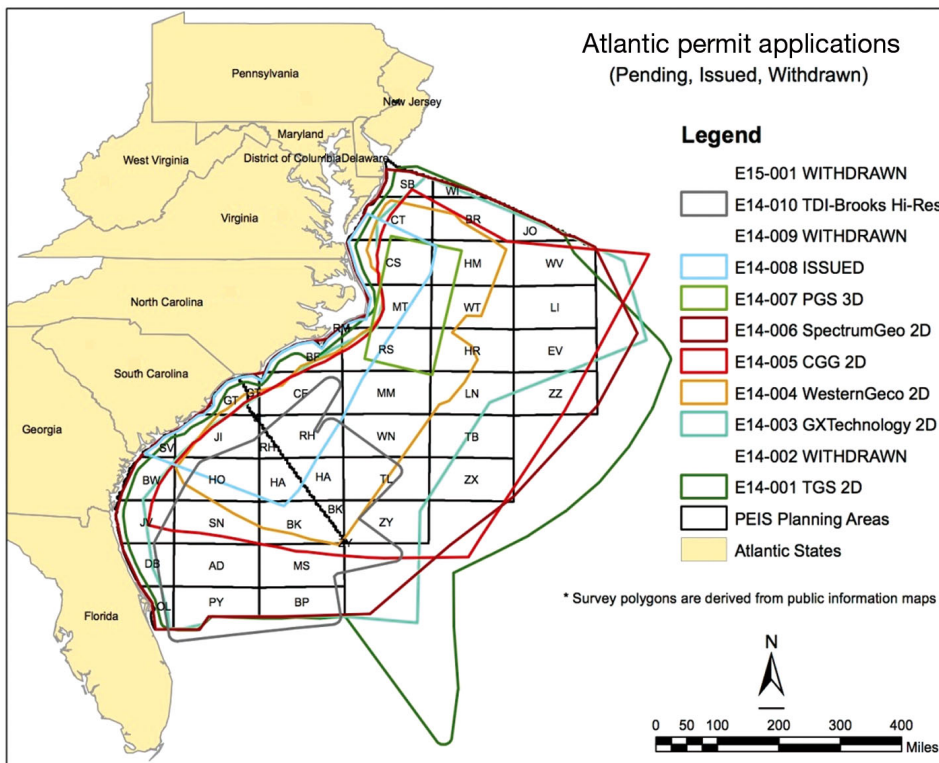 Atlantic permit applications
(Pending, Issued, Withdrawn)
Pennsylvania
New Jersey
Maryland
West Virginia
District of Columbia
Delaware
Virginia
North Carolina
South Carolina
Georgia
Florida
Legend
E15-001 WITHDRAWN
E14-010 TDI-Brooks Hi-Res
E14-009 WITHDRAWN
E14-008 ISSUED
E14-007 PGS 3D
E14-006 SpectrumGeo 2D
E14-005 CGG 2D
E14-004 WesternGeco 2D
E14-003 GXTechnology 2D
E14-002 WITHDRAWN
E14-001 TGS 2D
PEIS Planning Areas
Atlantic States
* Survey polygons are derived from public information maps
SB
WI
CT
BR
JO
CS
HM
WV
MT
WT
LI
RM
BF
RS
HR
EV
GT
GT
CF
MM
LN
ZZ
SV
JI
RH
RH
WN
TB
BW
HO
HA
HA
TL
ZX
JV
SN
BK
BK
ZY
ZY
DB
AD
MS
OL
PY
BP
N
0 50 100 200 300 400
Miles